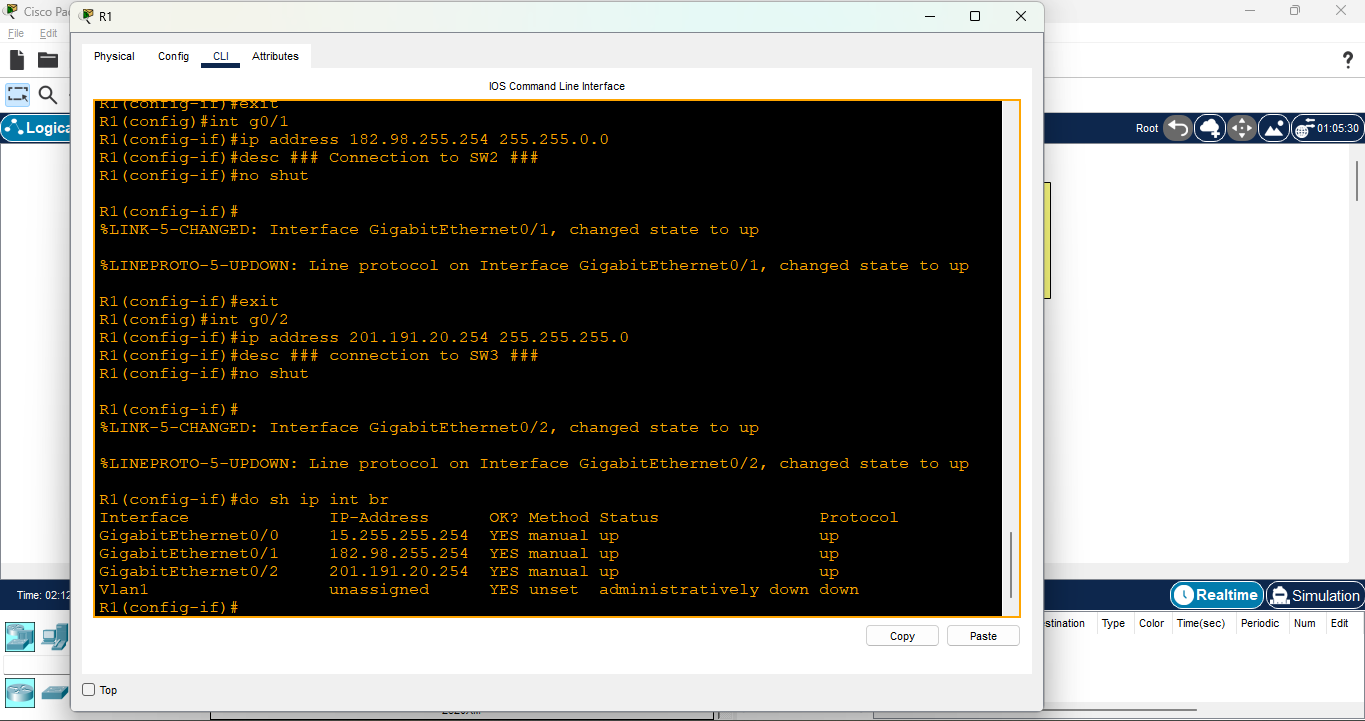 Cisco Pa
R1
File Edit
Physical Config CLI Attributes
IOS Command Line Interface
Logica
Root
01:05:30
R1(config-if)#exit
R1(config)#int g0/1
R1(config-if)#ip address 182.98.255.254 255.255.0.0
R1(config-if)#desc ### Connection to SW2 ###
R1(config-if)#no shut
R1(config-if)#
%LINK-5-CHANGED: Interface GigabitEthernet0/1, changed state to up
%LINEPROTO-5-UPDOWN: Line protocol on Interface GigabitEthernet0/1, changed state to up
R1(config-if)#exit
R1(config)#int g0/2
R1(config-if)#ip address 201.191.20.254 255.255.255.0
R1(config-if)#desc ### connection to SW3 ###
R1(config-if)#no shut
R1(config-if)#
%LINK-5-CHANGED: Interface GigabitEthernet0/2, changed state to up
%LINEPROTO-5-UPDOWN: Line protocol on Interface GigabitEthernet0/2, changed state to up
R1(config-if)#do sh ip int br
Interface IP-Address OK? Method Status Protocol
GigabitEthernet0/0 15.255.255.254 YES manual up up
GigabitEthernet0/1 182.98.255.254 YES manual up up
GigabitEthernet0/2 201.191.20.254 YES manual up up
Vlan1 unassigned YES unset administratively down down
R1(config-if)#
Copy Paste
Top
Time: 02:12
Realtime Simulation
stination Type Color Time(sec) Periodic Num Edit